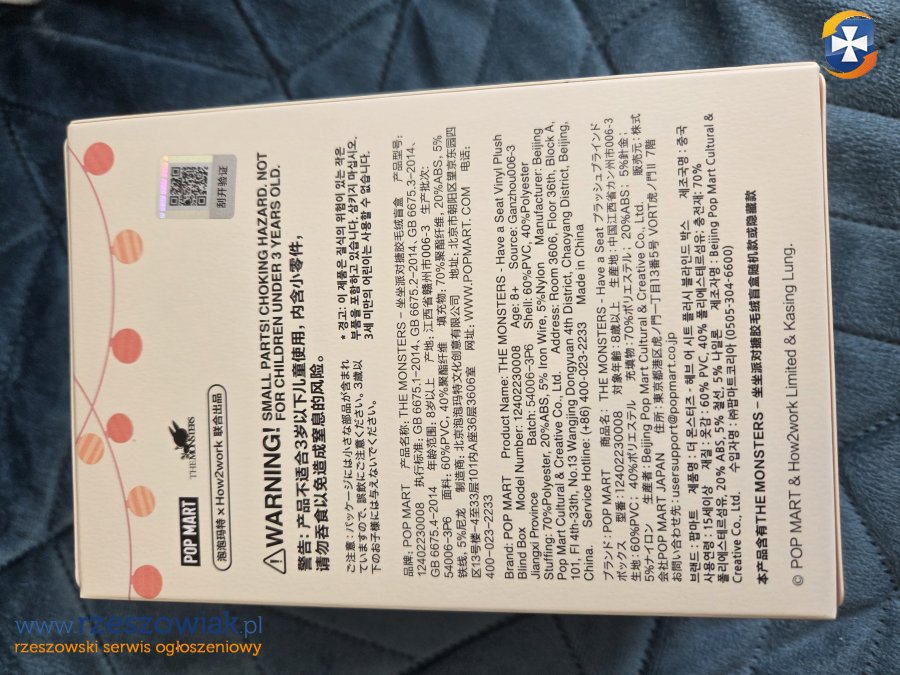 刮开验证
POP MART
THE MONSTERS
泡泡玛特 × How2work 联合出品
⚠WARNING! SMALL PARTS! CHOKING HAZARD. NOT
FOR CHILDREN UNDER 3 YEARS OLD.
警告: 产品不适合3岁以下儿童使用，内含小零件，
请勿吞食以免造成窒息的风险。
ご注意：パッケージには小さな部品が含まれ
ていますので、誤飲にご注意ください。3歳以
下のお子様には与えないでください。
* 경고: 이 제품은 질식의 위험이 있는 작은
부품을 포함하고 있습니다. 삼키지 마십시오.
3세 미만의 어린이는 사용할 수 없습니다.
品牌: POP MART 产品名称: THE MONSTERS – 坐坐派对搪胶毛绒盲盒 产品型号:
12402230008 执行标准: GB 6675.1–2014、GB 6675.2–2014、GB 6675.3–2014、
GB 6675.4–2014 年龄范围: 8岁以上 产地: 江西省赣州市006-3 生产批次:
54006–3P6 面料: 60%PVC, 40%聚酯纤维 填充物: 70%聚酯纤维, 20%ABS, 5%
铁线, 5%尼龙 制造商: 北京泡泡玛特文化创意有限公司 地址: 北京市朝阳区望京东园四
区13号楼–4至33层101内A座36层3606室 网址: WWW.POPMART.COM 电话:
400–023–2233
Brand: POP MART Product Name: THE MONSTERS - Have a Seat Vinyl Plush
Blind Box Model Number: 12402230008 Age: 8+ Source: Ganzhou006-3
Jiangxi Province Batch: 54006-3P6 Shell: 60%PVC, 40%Polyester
Stuffing: 70%Polyester, 20%ABS, 5% Iron Wire, 5%Nylon Manufacturer: Beijing
Pop Mart Cultural & Creative Co., Ltd. Address: Room 3606, Floor 36th, Block A,
101, Fl 4th-33th, No.13 Wangjing Dongyuan 4th District, Chaoyang District, Beijing,
China. Service Hotline: (+86) 400-023-2233 Made in China
ブランド: POP MART 商品名: THE MONSTERS - Have a Seat プラッシュブラインド
ボックス 型番: 12402230008 対象年齢: 8歳以上 生産地: 中国江西省カン州市006-3
生地: 60%PVC; 40%ポリエステル 充填物: 70%ポリエステル; 20%ABS; 5%針金;
5%ナイロン 生産者: Beijing Pop Mart Cultural & Creative Co., Ltd. 販売元: 株式
会社POP MART JAPAN 住所: 東京都港区虎ノ門一丁目13番5号 VORT虎ノ門II 7階
お問い合わせ先: usersupport@popmart.co.jp
브랜드 : 팝마트 제품명 : 더 몬스터즈 - 해브 어 시트 플러시 블라인드 박스 제조국명 : 중국
사용연령 : 15세이상 재질 : 겉감 : 60% PVC, 40% 폴리에스테르섬유; 충전재: 70%
폴리에스테르섬유, 20% ABS, 5% 철선, 5% 나일론 제조자명 : Beijing Pop Mart Cultural &
Creative Co., Ltd. 수입자명 : ㈜팝마트코리아 (0505-304-6600)
本产品含有THE MONSTERS – 坐坐派对搪胶毛绒盲盒随机款或隐藏款
© POP MART & How2work Limited & Kasing Lung.
www.rzeszowiak.pl
rzeszowski serwis ogłoszeniowy